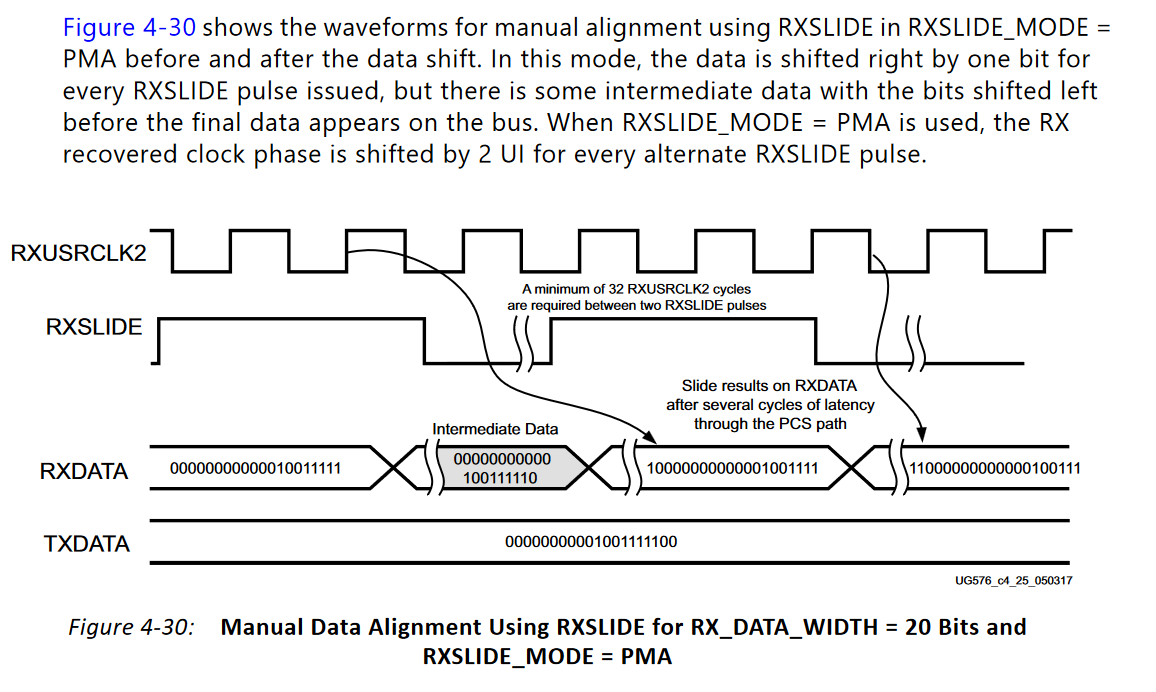 Figure 4-30 shows the waveforms for manual alignment using RXSLIDE in RXSLIDE_MODE =
PMA before and after the data shift. In this mode, the data is shifted right by one bit for
every RXSLIDE pulse issued, but there is some intermediate data with the bits shifted left
before the final data appears on the bus. When RXSLIDE_MODE = PMA is used, the RX
recovered clock phase is shifted by 2 UI for every alternate RXSLIDE pulse.
RXUSRCLK2
A minimum of 32 RXUSRCLK2 cycles
are required between two RXSLIDE pulses
RXSLIDE
Slide results on RXDATA
after several cycles of latency
through the PCS path
Intermediate Data
RXDATA
00000000000010011111
00000000000
100111110
10000000000001001111
11000000000000100111
TXDATA
00000000001001111100
UG576_c4_25_050317
Figure 4-30: Manual Data Alignment Using RXSLIDE for RX_DATA_WIDTH = 20 Bits and
RXSLIDE_MODE = PMA